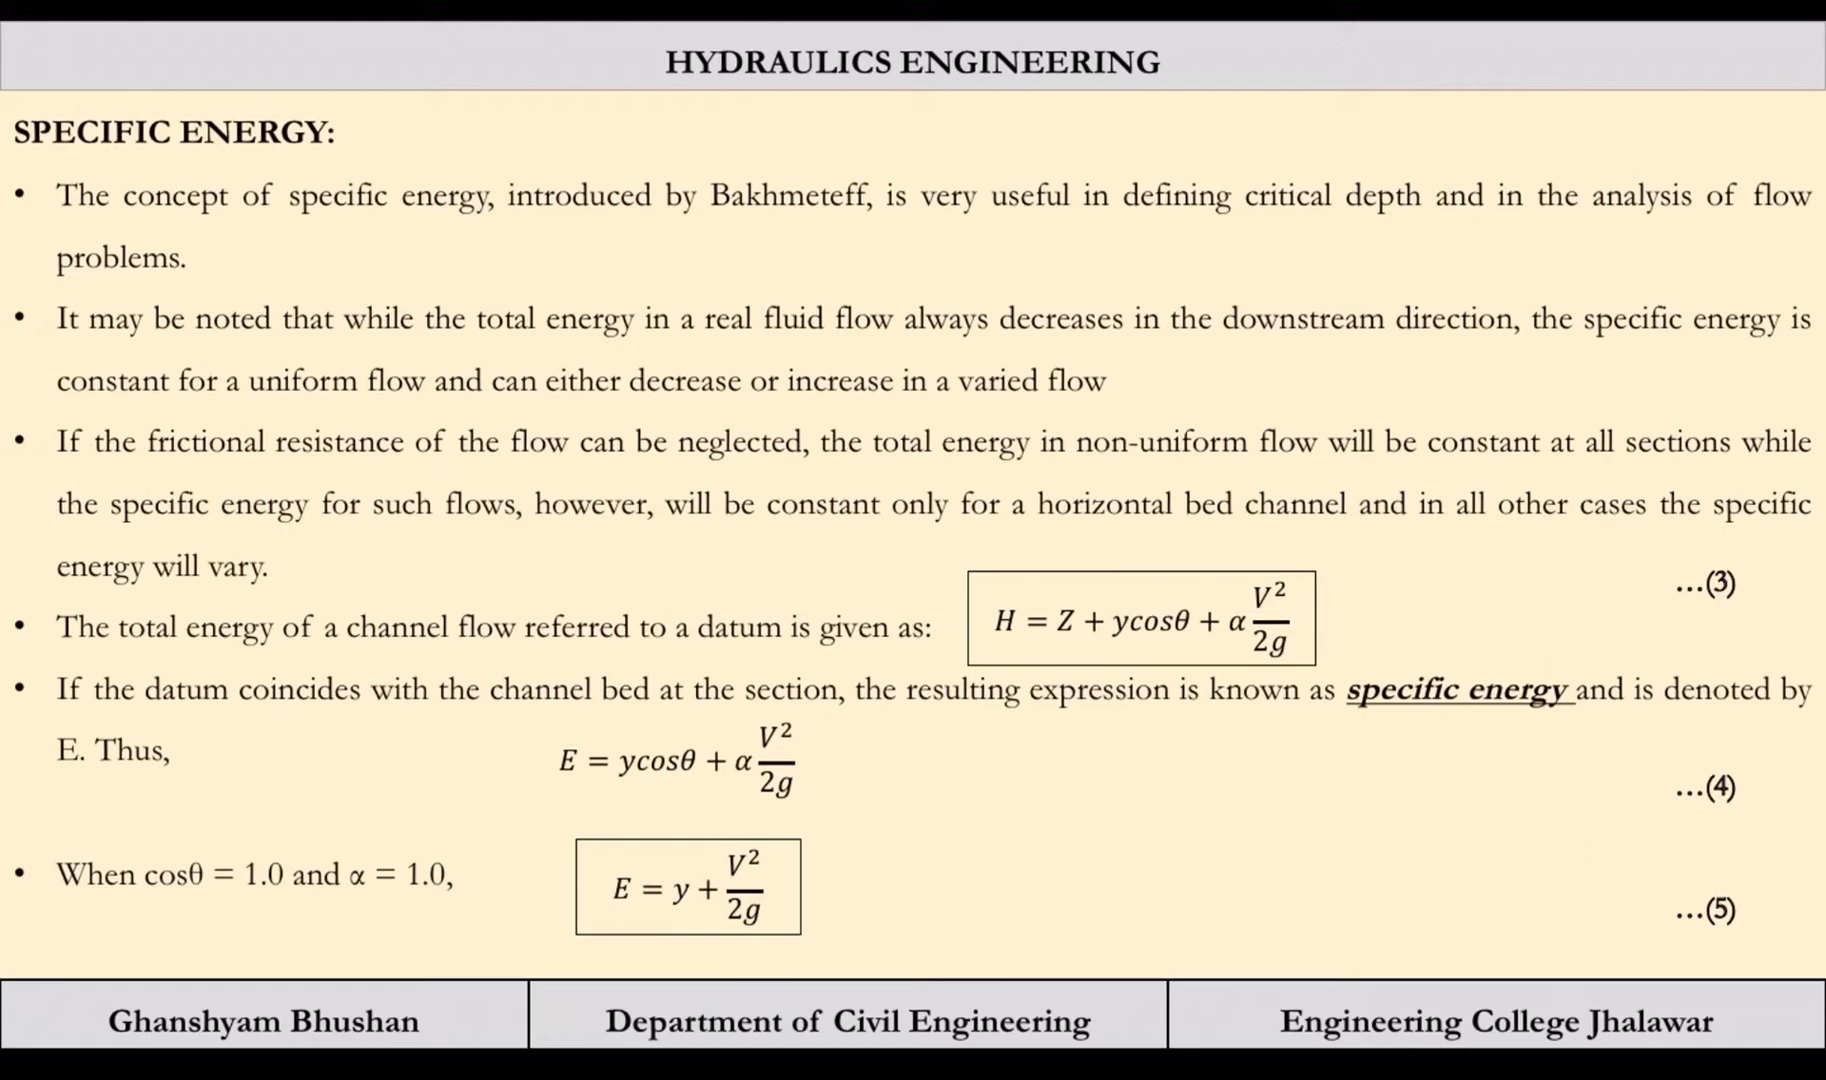 HYDRAULICS ENGINEERING
SPECIFIC ENERGY:
• The concept of specific energy, introduced by Bakhmeteff, is very useful in defining critical depth and in the analysis of flow
problems.
• It may be noted that while the total energy in a real fluid flow always decreases in the downstream direction, the specific energy is
constant for a uniform flow and can either decrease or increase in a varied flow
• If the frictional resistance of the flow can be neglected, the total energy in non-uniform flow will be constant at all sections while
the specific energy for such flows, however, will be constant only for a horizontal bed channel and in all other cases the specific
energy will vary.
• The total energy of a channel flow referred to a datum is given as: H = Z + ycosθ + α V²/2g …(3)
• If the datum coincides with the channel bed at the section, the resulting expression is known as specific energy and is denoted by
E. Thus, E = ycosθ + α V²/2g …(4)
• When cosθ = 1.0 and α = 1.0, E = y + V²/2g …(5)
Ghanshyam Bhushan Department of Civil Engineering Engineering College Jhalawar